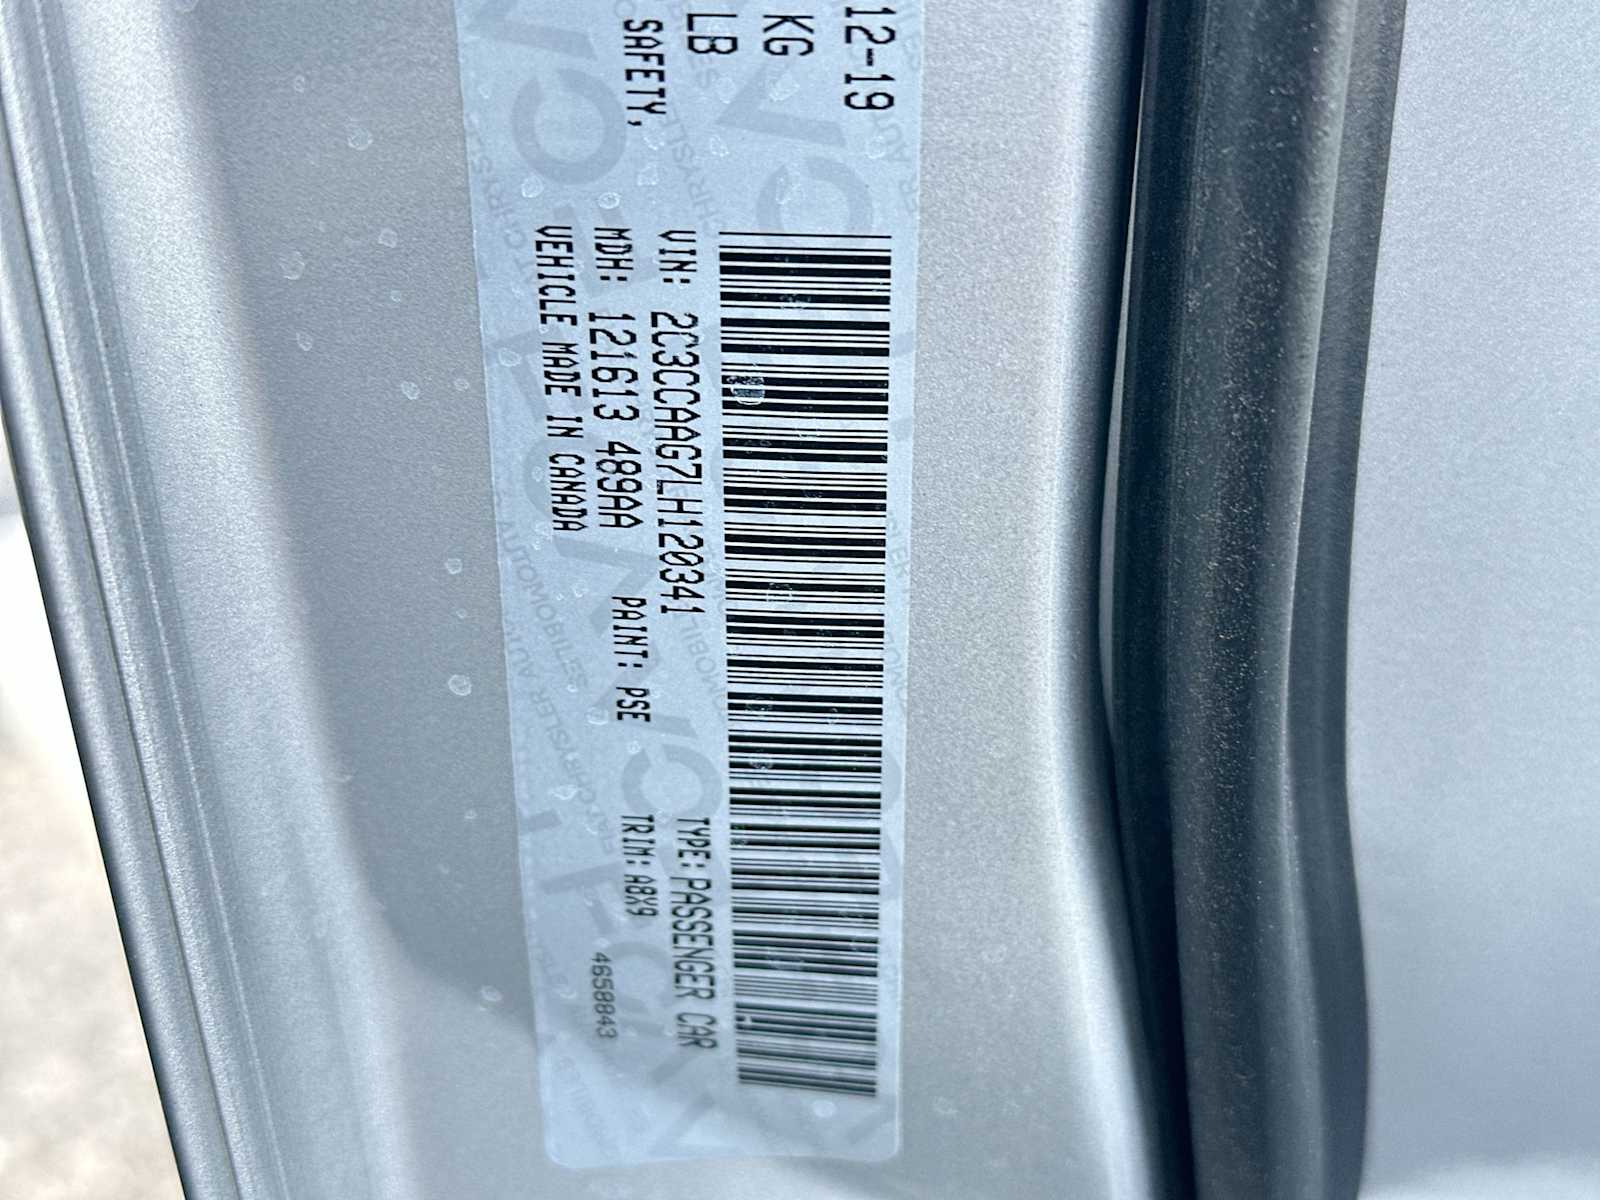 12-19
KG
LB
SAFETY,
VIN: 2C3CCAAG7LH120341
TYPE: PASSENGER CAR
MDH: 121613 489AA PAINT: PSE TRIM: A8X9
VEHICLE MADE IN CANADA
4658843